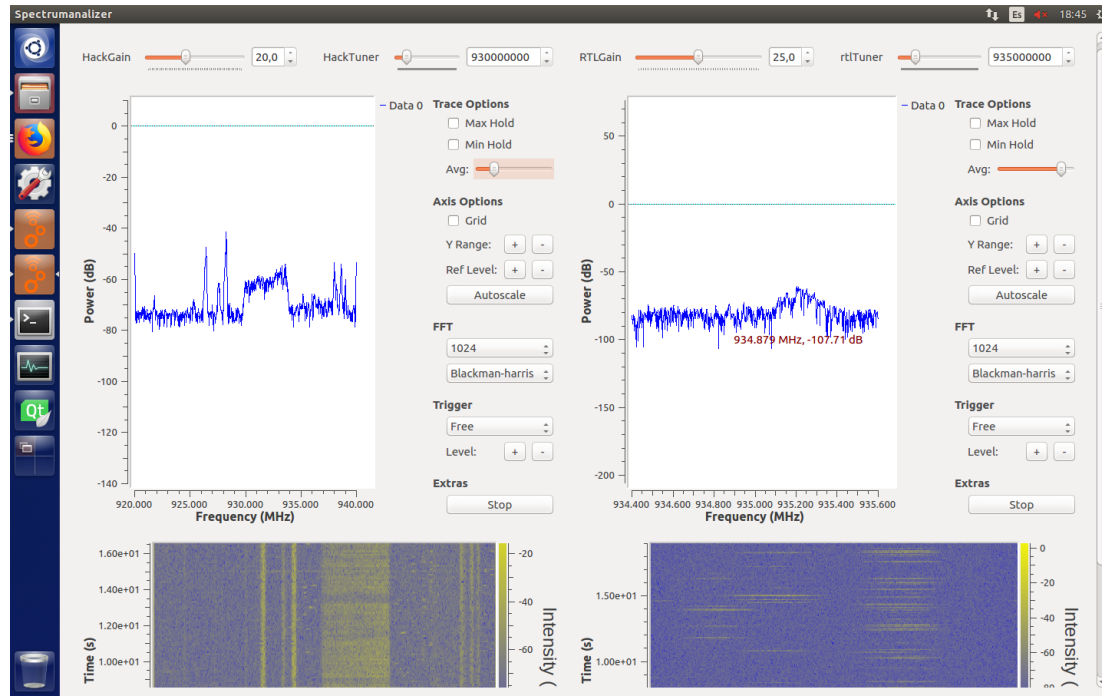 Spectrumanalizer
Es 18:45
HackGain 20,0 HackTuner 930000000 RTLGain 25,0 rtlTuner 935000000
Data 0
Trace Options
Max Hold
Min Hold
Avg:
Axis Options
Grid
Y Range: + -
Ref Level: + -
Autoscale
FFT
1024
Blackman-harris
Trigger
Free
Level: + -
Extras
Stop
Power (dB)
0
-20
-40
-60
-80
-100
-120
-140
920.000 925.000 930.000 935.000 940.000
Frequency (MHz)
Data 0
Trace Options
Max Hold
Min Hold
Avg:
Axis Options
Grid
Y Range: + -
Ref Level: + -
Autoscale
FFT
1024
Blackman-harris
Trigger
Free
Level: + -
Extras
Stop
Power (dB)
50
0
-50
-100
-150
-200
934.879 MHz, -107.71 dB
934.400 934.600 934.800 935.000 935.200 935.400 935.600
Frequency (MHz)
Time (s)
1.60e+01
1.40e+01
1.20e+01
1.00e+01
-20
-40
-60
Intensity (
Time (s)
1.50e+01
1.00e+01
0
-20
-40
-60
Intensity (
Qt